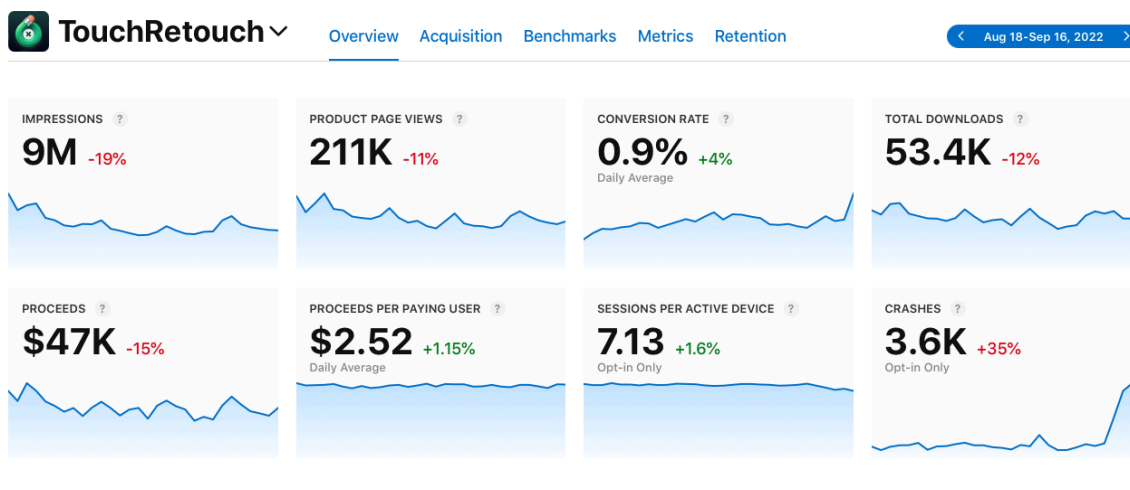 TouchRetouch
Overview Acquisition Benchmarks Metrics Retention
Aug 18-Sep 16, 2022
IMPRESSIONS ?
9M -19%
PRODUCT PAGE VIEWS ?
211K -11%
CONVERSION RATE ?
0.9% +4%
Daily Average
TOTAL DOWNLOADS ?
53.4K -12%
PROCEEDS ?
$47K -15%
PROCEEDS PER PAYING USER ?
$2.52 +1.15%
Daily Average
SESSIONS PER ACTIVE DEVICE ?
7.13 +1.6%
Opt-in Only
CRASHES ?
3.6K +35%
Opt-in Only